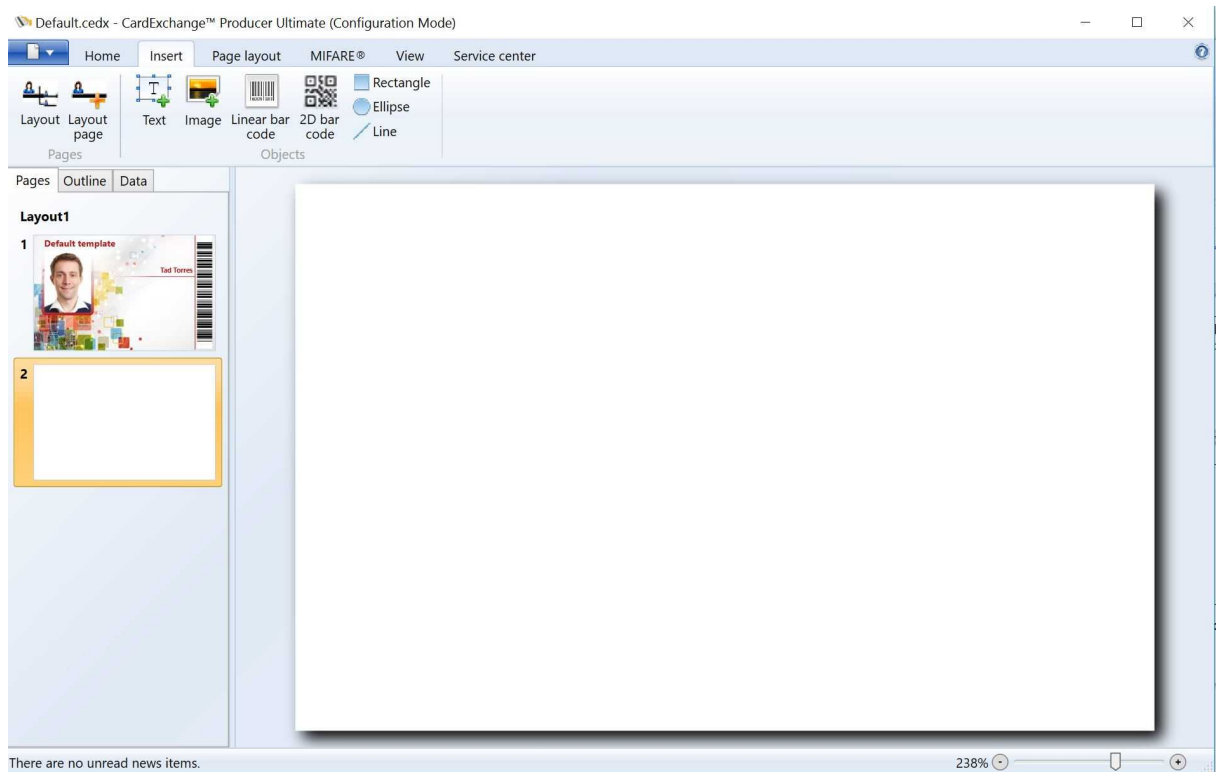 Default.cedx - CardExchange™ Producer Ultimate (Configuration Mode)
Home Insert Page layout MIFARE® View Service center
Layout Layout page Text Image Linear bar code 2D bar code Rectangle
Ellipse
Line
Pages Objects
Pages Outline Data
Layout1
1 Default template
Tad Torres
2
There are no unread news items. 238%